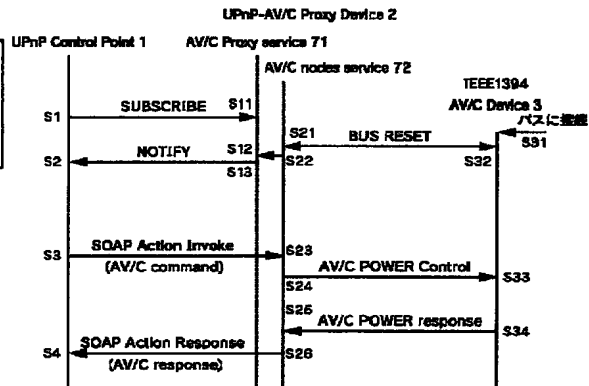 UPnP-AV/C Proxy Device 2
UPnP Control Point 1
AV/C Proxy service 71
AV/C nodes service 72
IEEE1394
AV/C Device 3
バスに接続
S31
S1
SUBSCRIBE
S11
S21
BUS RESET
S2
NOTIFY
S12
S13
S22
S32
S3
SOAP Action Invoke
(AV/C command)
S23
AV/C POWER Control
S24
S33
S25
AV/C POWER response
S34
S4
SOAP Action Response
(AV/C response)
S26